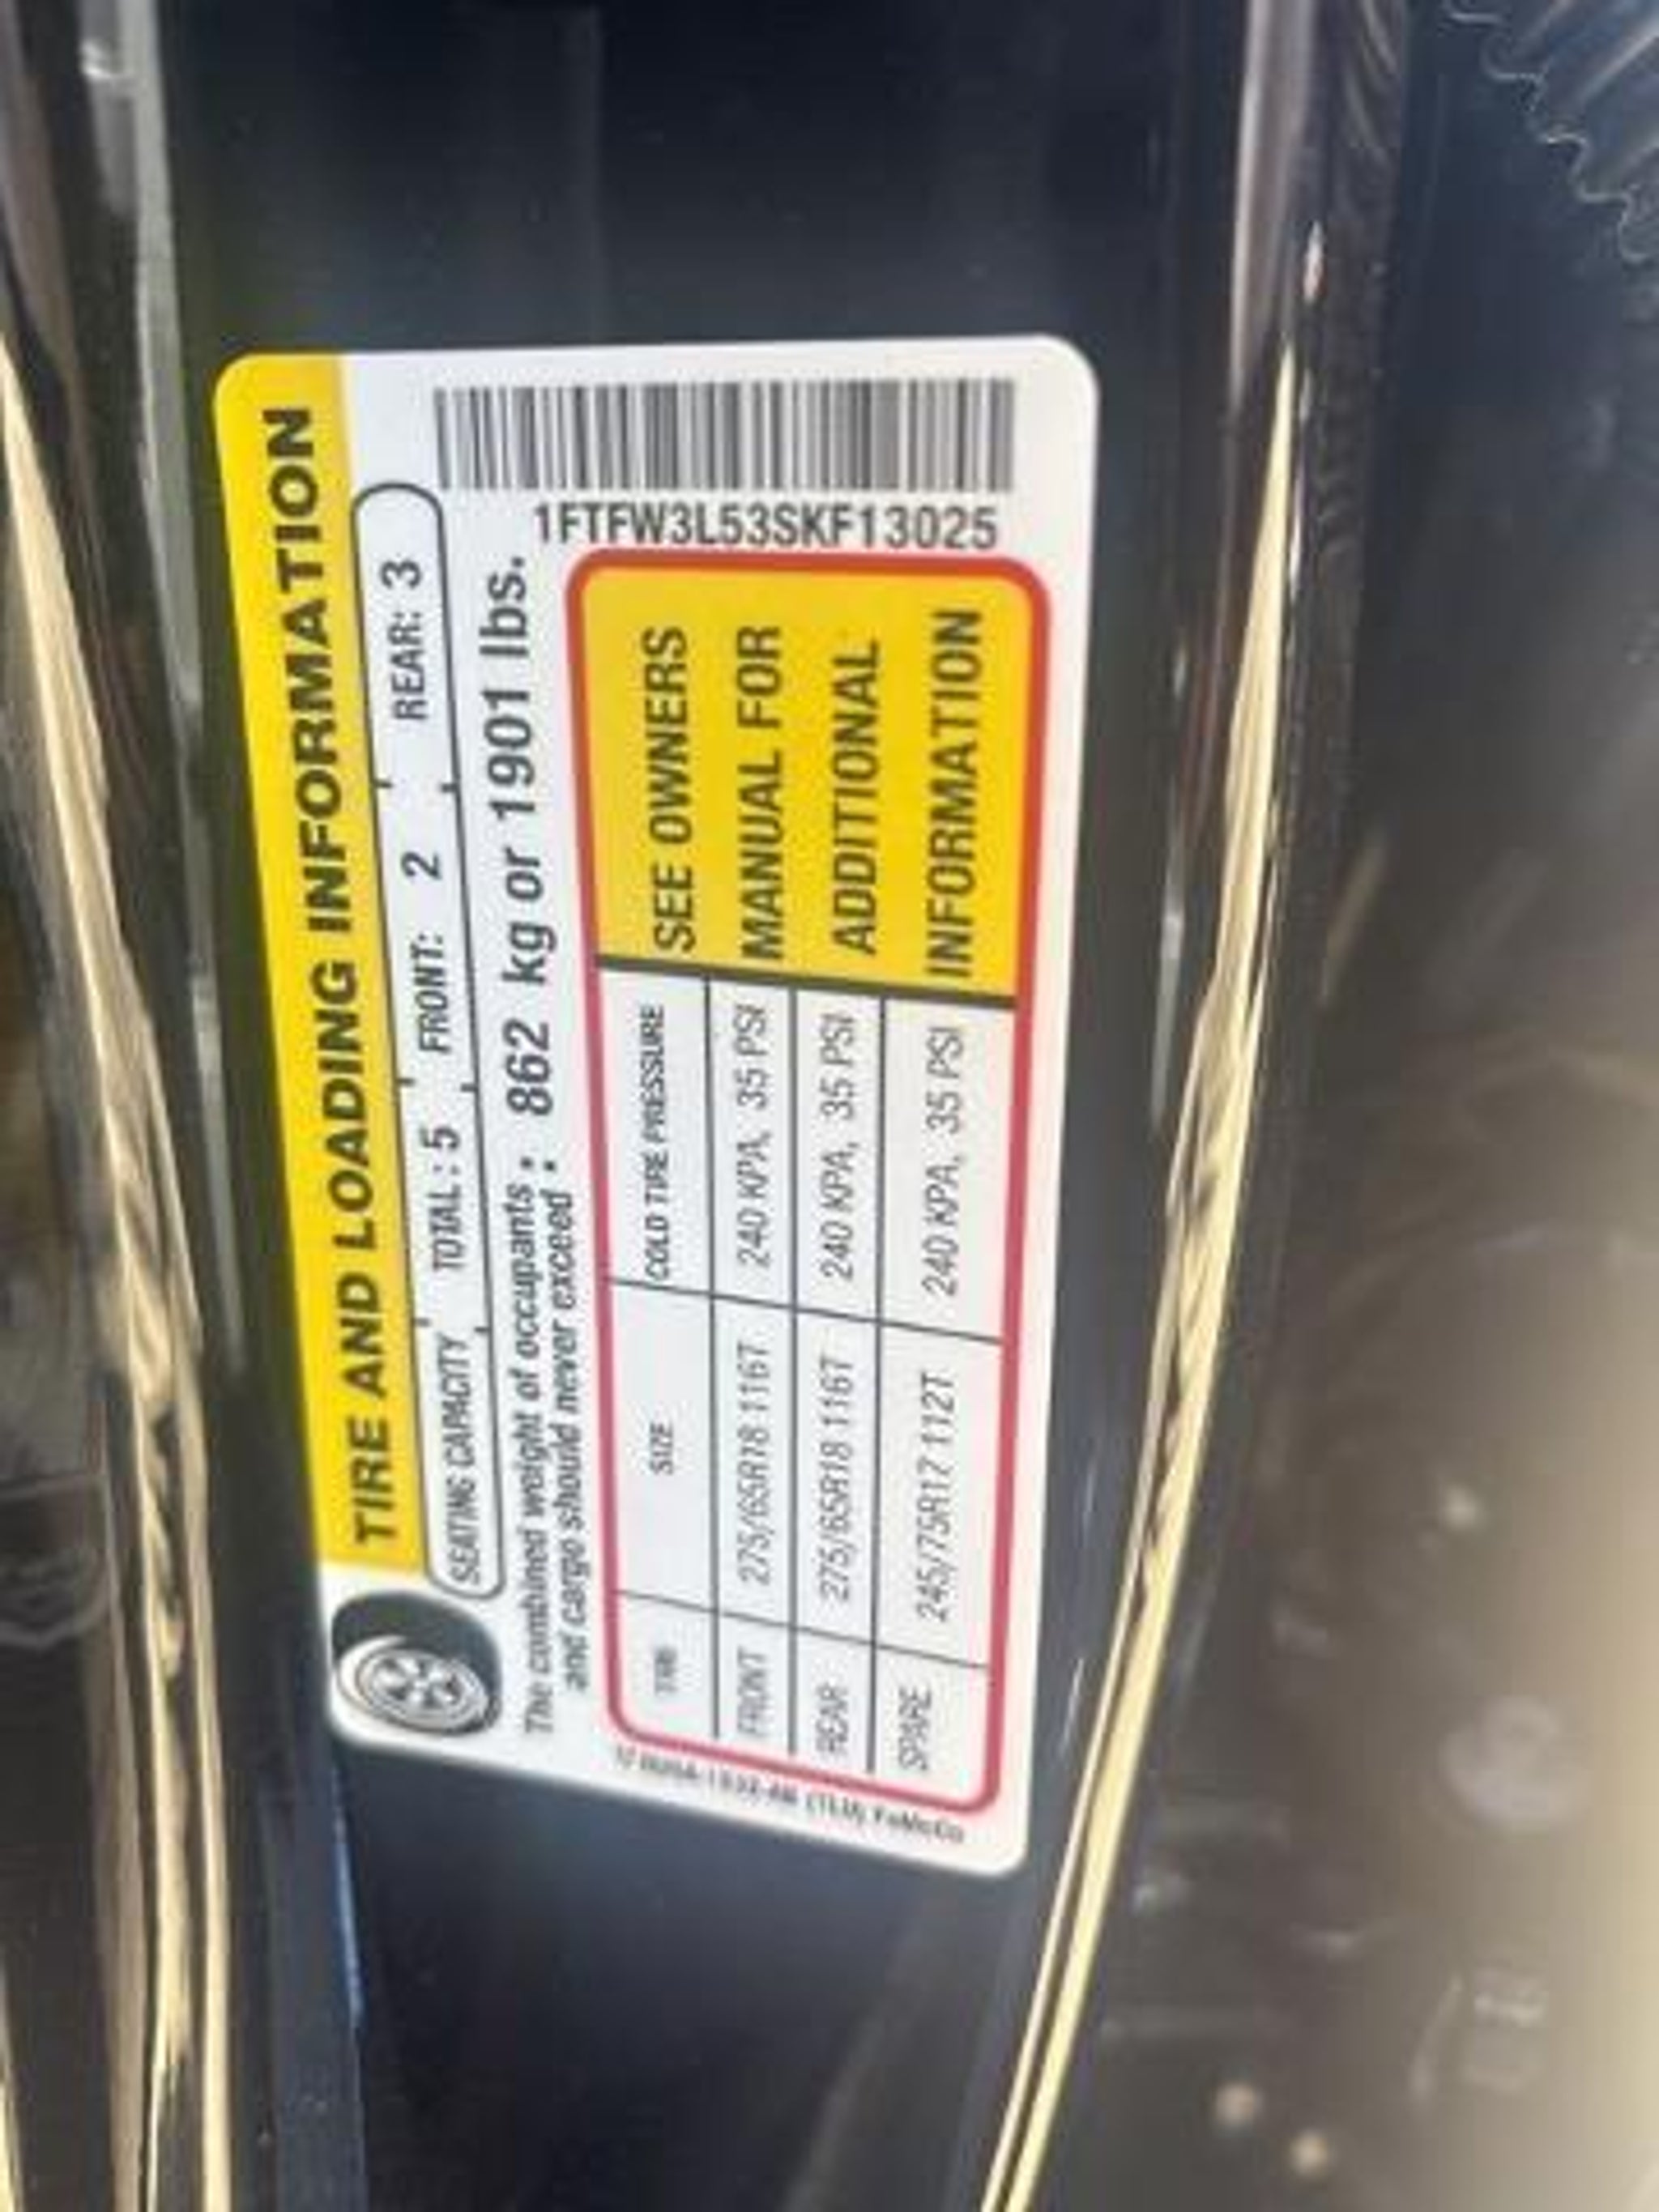 TIRE AND LOADING INFORMATION
SEATING CAPACITY TOTAL : 5 FRONT: 2 REAR: 3
The combined weight of occupants :
and cargo should never exceed : 862 kg or 1901 lbs.
1FTFW3L53SKF13025
TIRE SIZE COLD TIRE PRESSURE
FRONT 275/65R18 116T 240 KPA, 35 PSI
REAR 275/65R18 116T 240 KPA, 35 PSI
SPARE 245/75R17 112T 240 KPA, 35 PSI
SEE OWNERS
MANUAL FOR
ADDITIONAL
INFORMATION
(TLU) FoMoCo